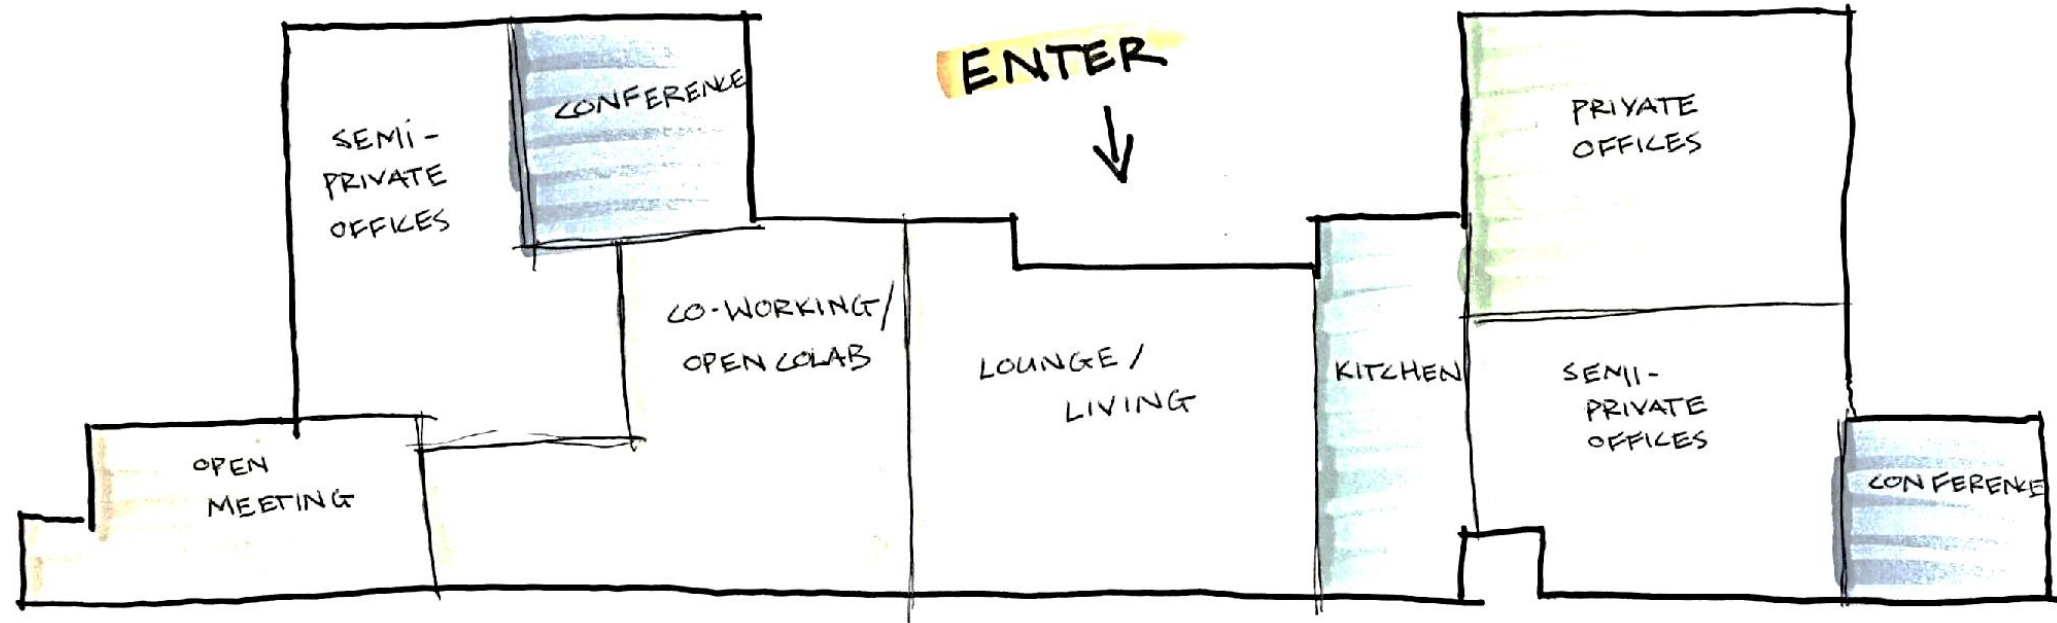 ENTER
SEMI-
PRIVATE
OFFICES
CONFERENCE
CO-WORKING/
OPEN COLAB
OPEN
MEETING
LOUNGE/
LIVING
KITCHEN
PRIVATE
OFFICES
SEMI-
PRIVATE
OFFICES
CONFERENCE